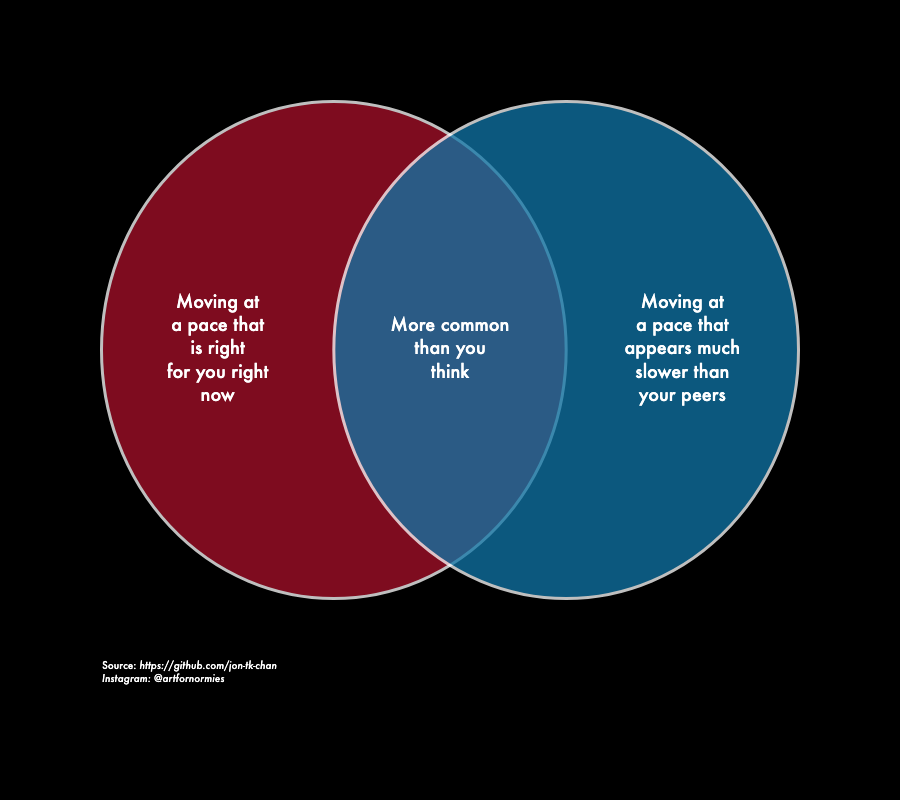 Moving at
a pace that
is right
for you right
now
More common
than you
think
Moving at
a pace that
appears much
slower than
your peers
Source: https://github.com/jon-tk-chan
Instagram: @artfornormies